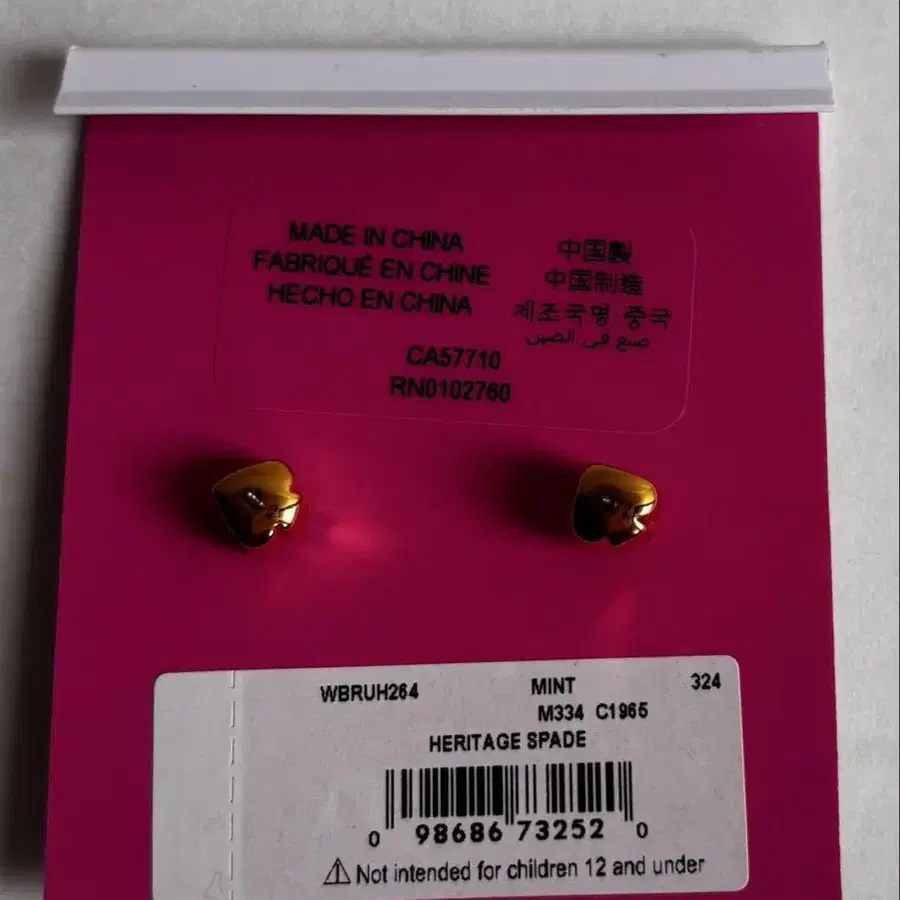 MADE IN CHINA
FABRIQUÉ EN CHINE
HECHO EN CHINA
中国製
中国制造
제조국명 중국
صنع في الصين
CA57710
RN0102760
WBRUH264 MINT 324
M334 C1965
HERITAGE SPADE
0 98686 73252 0
⚠ Not intended for children 12 and under